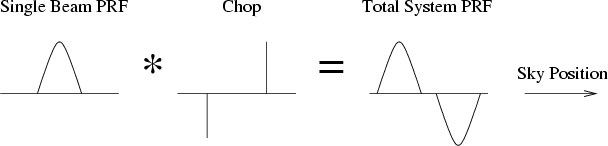 Single Beam PRF
Chop
Total System PRF
*
=
Sky Position